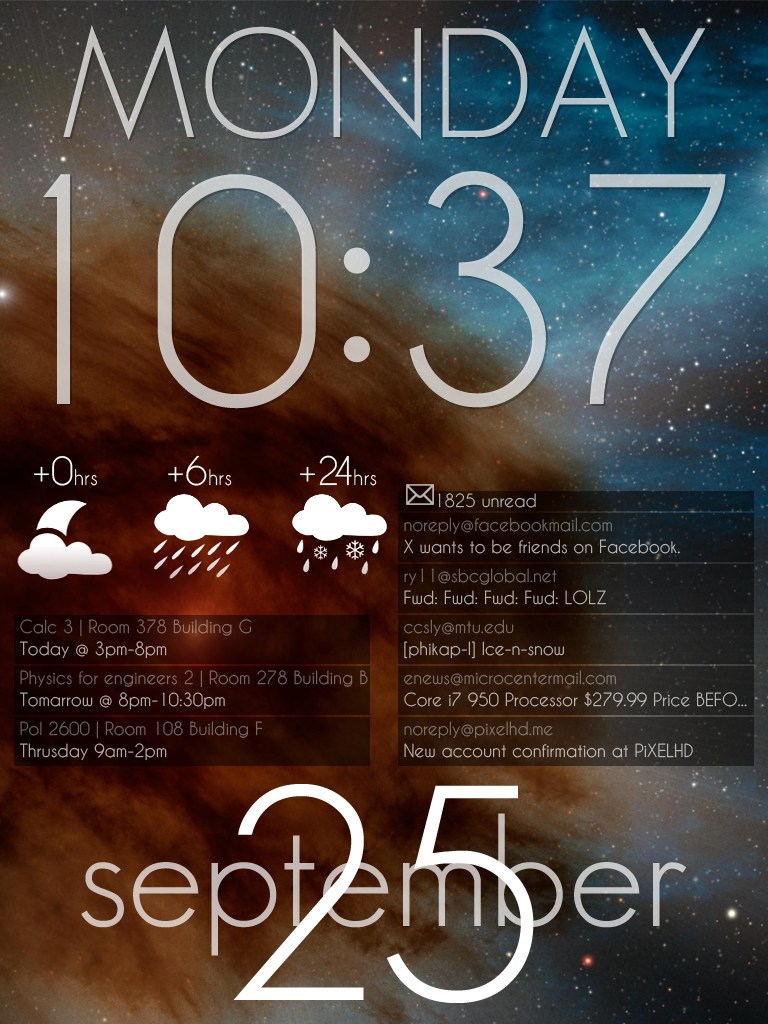 MONDAY
10:37
+0hrs
+6hrs
+24hrs
1825 unread
noreply@facebookmail.com
X wants to be friends on Facebook.
ry11@sbcglobal.net
Fwd: Fwd: Fwd: Fwd: LOLZ
ccsly@mtu.edu
[phikap-l] Ice-n-snow
enews@microcentermail.com
Core i7 950 Processor $279.99 Price BEFO...
noreply@pixelhd.me
New account confirmation at PiXELHD
Calc 3 | Room 378 Building G
Today @ 3pm-8pm
Physics for engineers 2 | Room 278 Building B
Tomarrow @ 8pm-10:30pm
Pol 2600 | Room 108 Building F
Thrusday 9am-2pm
september
25